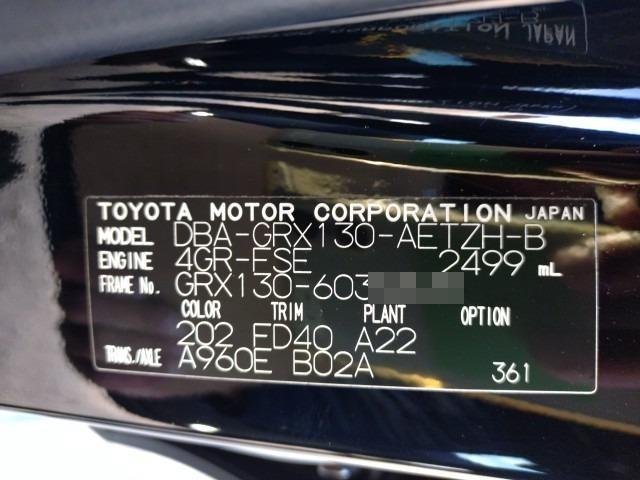 TOYOTA MOTOR CORPORATION JAPAN
MODEL DBA-GRX130-AETZH-B
ENGINE 4GR-FSE 2499 mL
FRAME No. GRX130-603
COLOR TRIM PLANT OPTION
202 FD40 A22
TRANS./AXLE A960E B02A
361